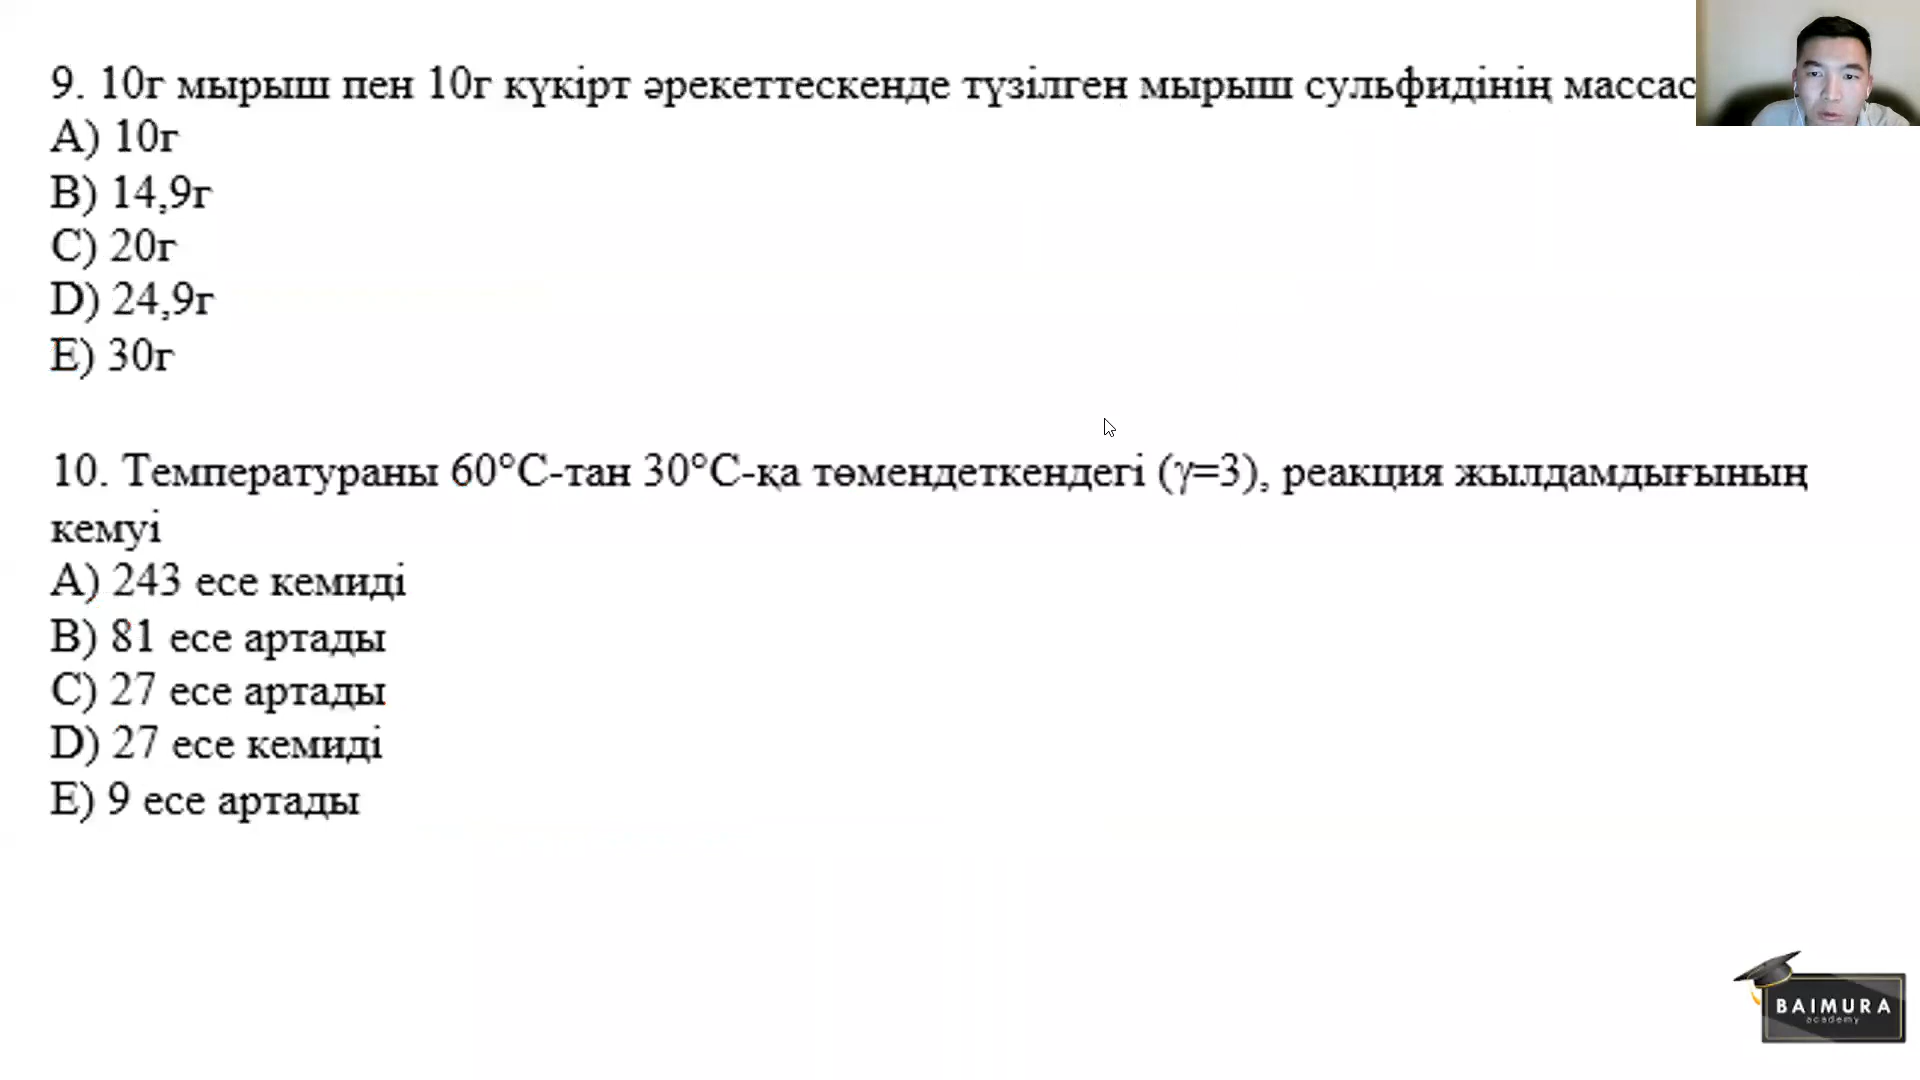 9. 10г мырыш пен 10г күкірт әрекеттескенде түзілген мырыш сульфидінің
A) 10г
B) 14,9г
C) 20г
D) 24,9г
E) 30г
10. Температураны 60°С-тан 30°С-қа төмендеткендегі (γ=3), реакция жылдамдығының
кемуі
A) 243 есе кемиді
B) 81 есе артады
C) 27 есе артады
D) 27 есе кемиді
E) 9 есе артады
BAIMURA
academy